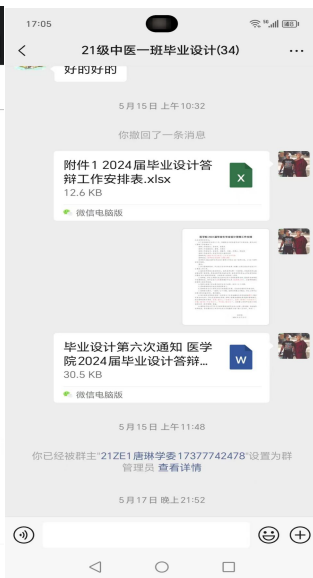 17:05
21级中医一班毕业设计(34)
好的好的
5月15日 上午10:32
你撤回了一条消息
附件1 2024届毕业设计答
辩工作安排表.xlsx
12.6 KB
微信电脑版
毕业设计第六次通知 医学
院2024届毕业设计答辩...
30.5 KB
微信电脑版
5月15日 上午11:48
你已经被群主"21ZE1唐琳学委17377742478"设置为群
管理员 查看详情
5月17日 晚上21:52